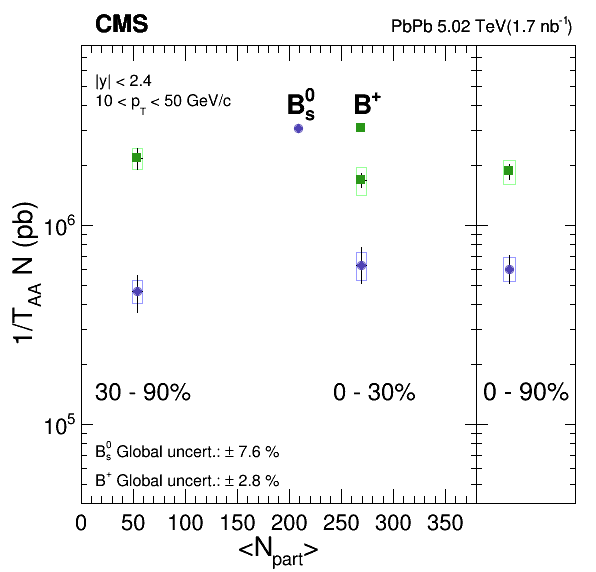 CMS PbPb 5.02 TeV(1.7 nb⁻¹)
|y| < 2.4
10 < p_T < 50 GeV/c
B_s^0 B⁺
10⁶
1/T_AA N (pb)
30 - 90% 0 - 30% 0 - 90%
10⁵
B_s^0 Global uncert.: ± 7.6 %
B⁺ Global uncert.: ± 2.8 %
0 50 100 150 200 250 300 350
<N_part>